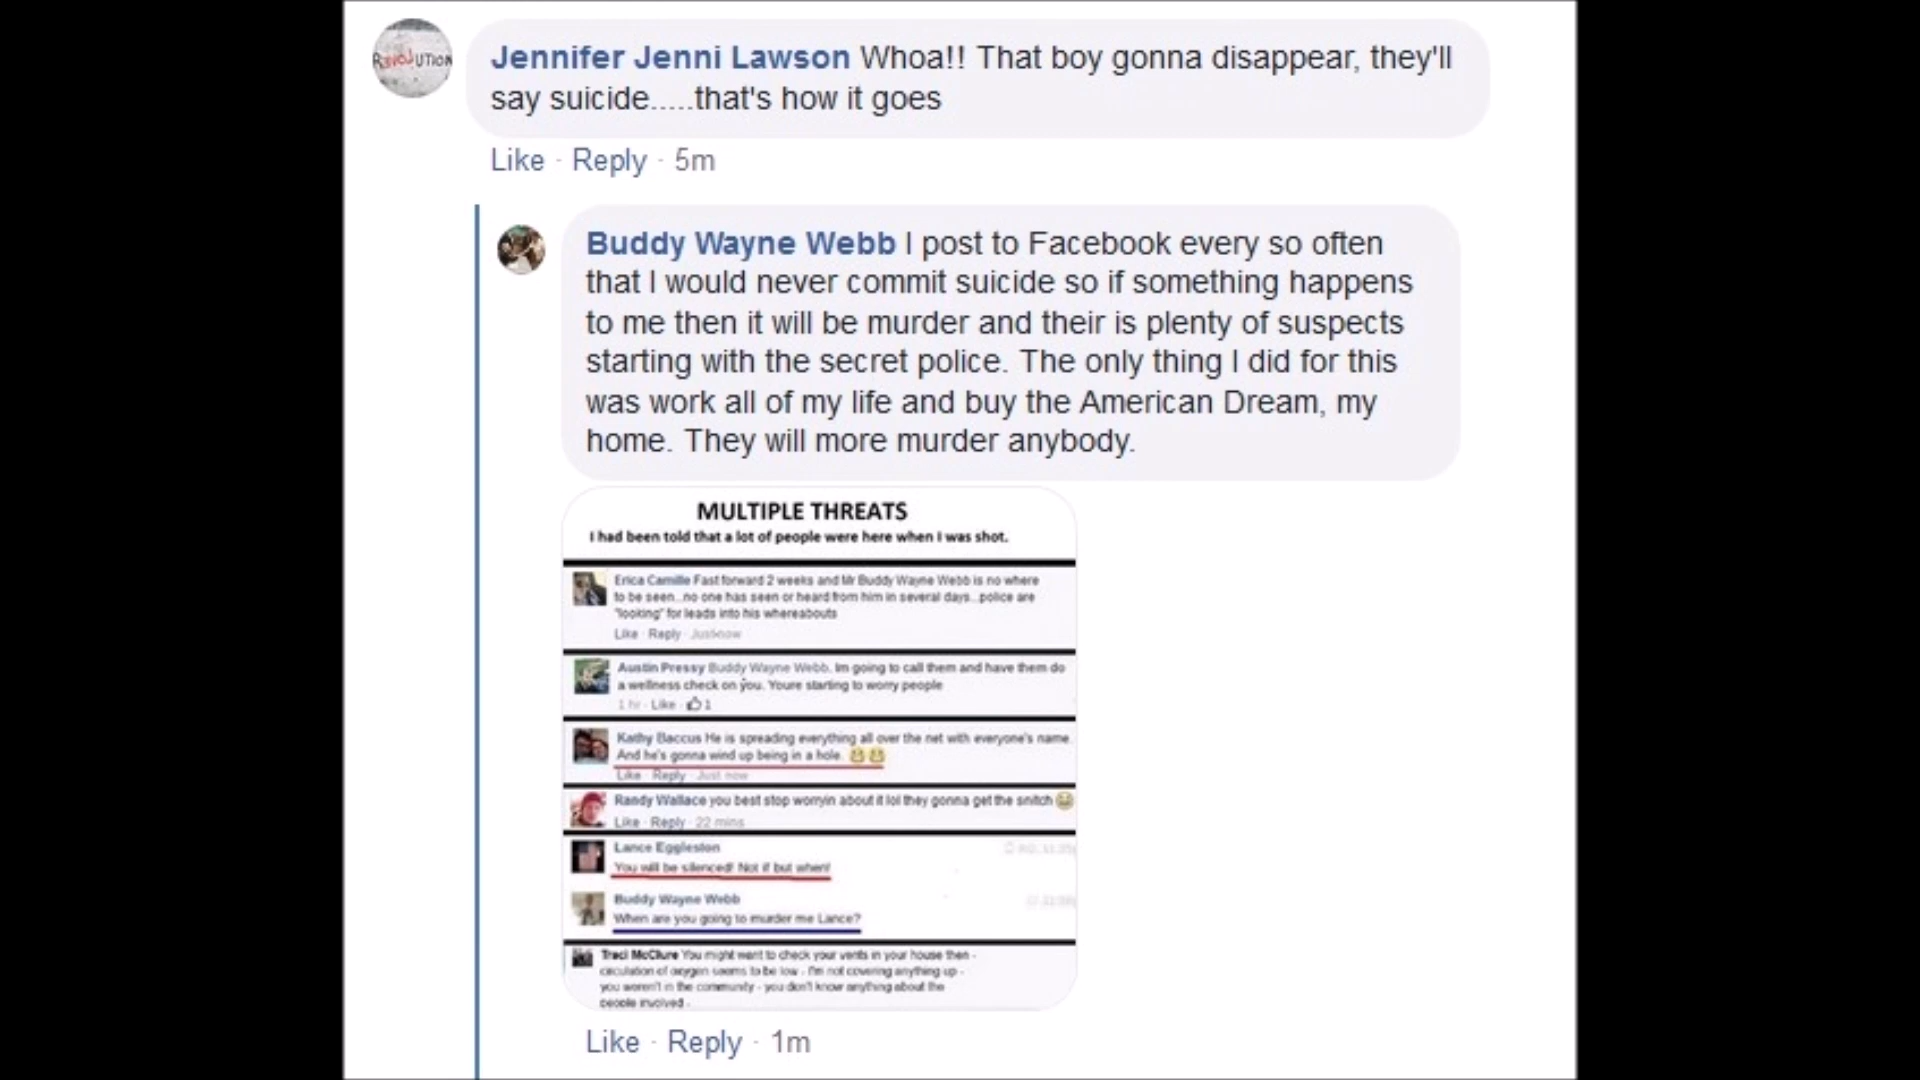 REVOLUTION
Jennifer Jenni Lawson Whoa!! That boy gonna disappear, they'll
say suicide.....that's how it goes
Like · Reply · 5m
Buddy Wayne Webb I post to Facebook every so often
that I would never commit suicide so if something happens
to me then it will be murder and their is plenty of suspects
starting with the secret police. The only thing I did for this
was work all of my life and buy the American Dream, my
home. They will more murder anybody.
MULTIPLE THREATS
I had been told that a lot of people were here when I was shot.
Erica Camille Fast forward 2 weeks and Mr Buddy Wayne Webb is no where
to be seen...no one has seen or heard from him in several days...police are
"looking" for leads into his whereabouts
Like · Reply · Just now
Austin Pressy Buddy Wayne Webb. Im going to call them and have them do
a wellness check on you. Youre starting to worry people
1 hr · Like · 1
Kathy Baccus He is spreading everything all over the net with everyone's name.
And he's gonna wind up being in a hole.
Like · Reply · Just now
Randy Wallace you best stop worryin about it lol they gonna get the snitch
Like · Reply · 22 mins
Lance Eggleston
You will be silenced! Not if but when!
Buddy Wayne Webb
When are you going to murder me Lance?
Traci McClure You might want to check your vents in your house then -
circulation of oxygen seems to be low - I'm not covering anything up -
you weren't in the community - you don't know anything about the
people involved -
Like · Reply · 1m